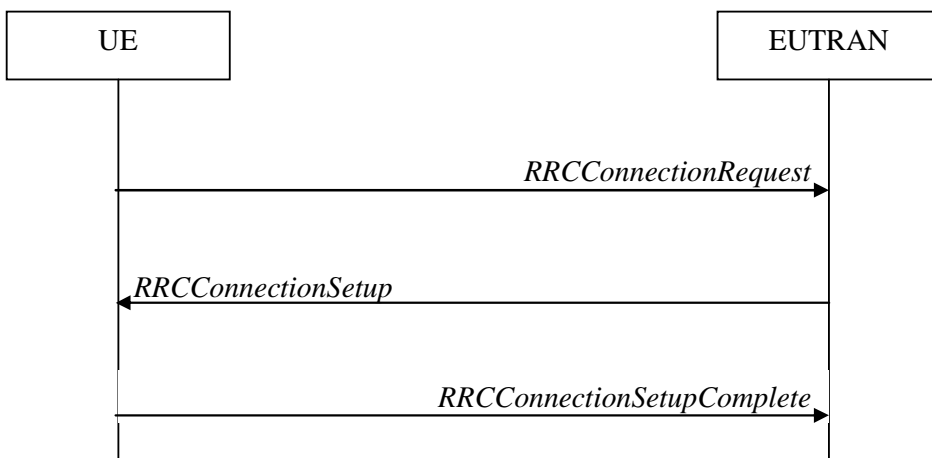 UE
EUTRAN
RRCConnectionRequest
RRCConnectionSetup
RRCConnectionSetupComplete